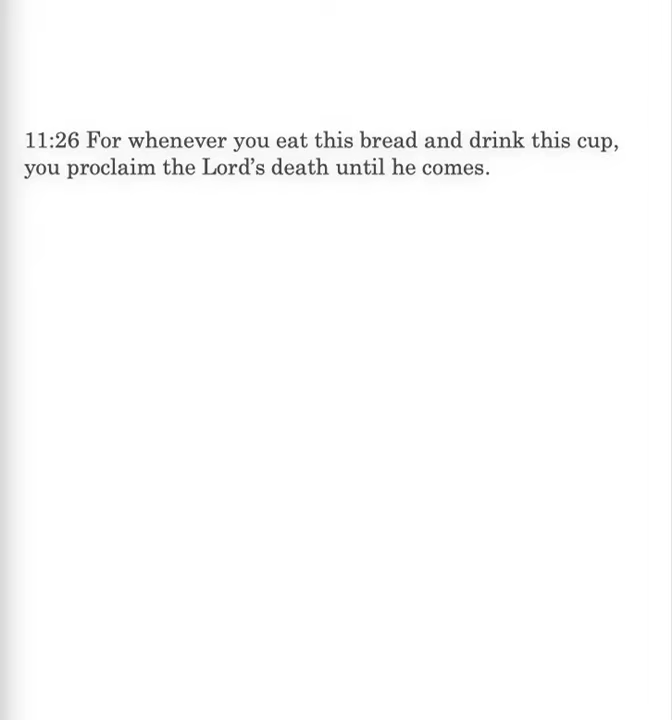 11:26 For whenever you eat this bread and drink this cup,
you proclaim the Lord’s death until he comes.